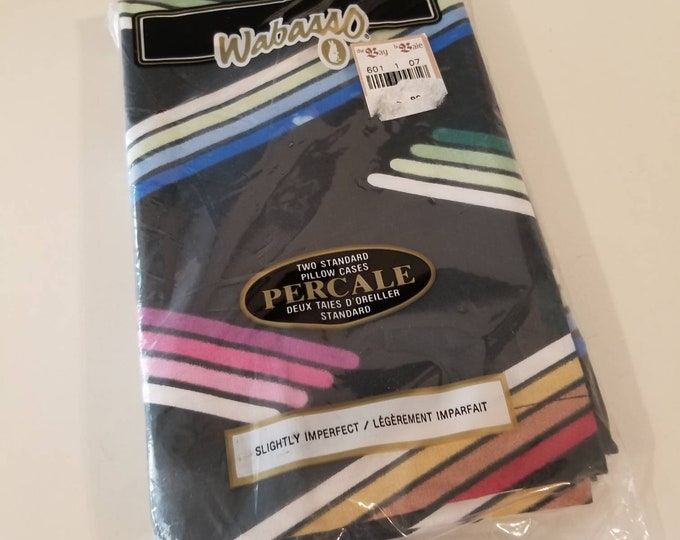 Wabasso
the Bay la Baie
601 1 07
TWO STANDARD
PILLOW CASES
PERCALE
DEUX TAIES D'OREILLER
STANDARD
SLIGHTLY IMPERFECT / LÉGÈREMENT IMPARFAIT